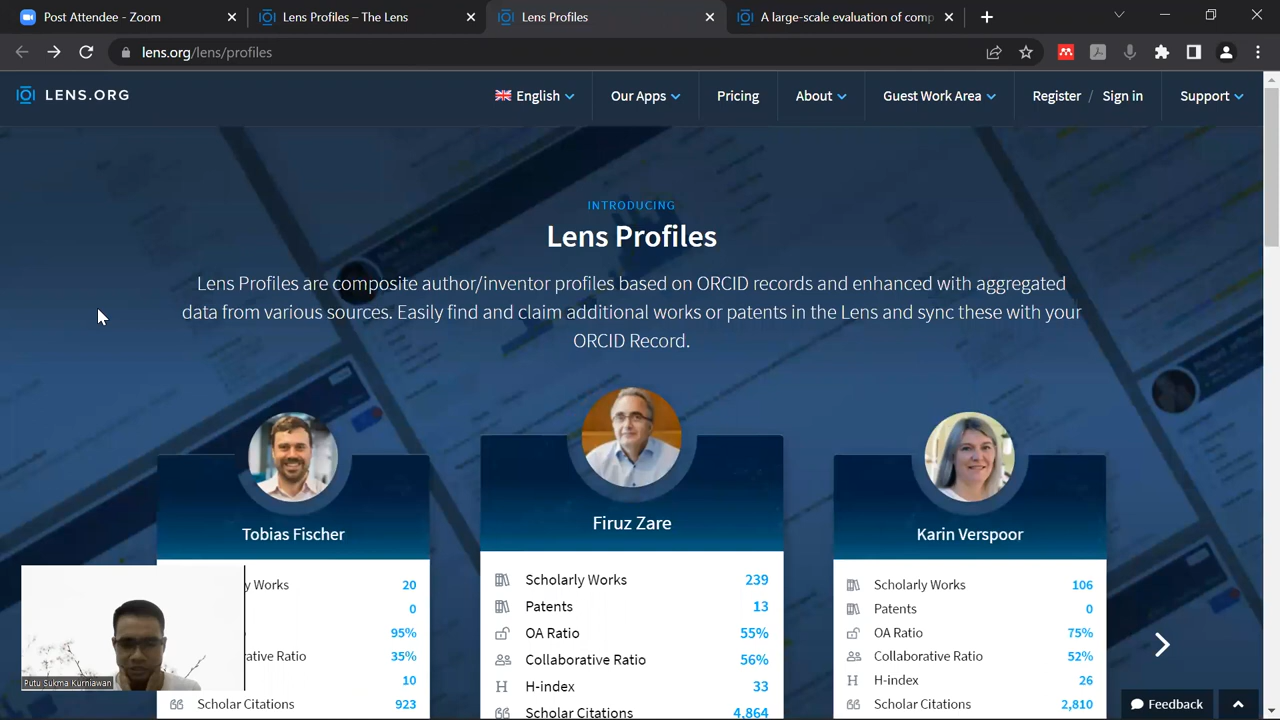 Post Attendee - Zoom
Lens Profiles – The Lens
Lens Profiles
A large-scale evaluation of comp
lens.org/lens/profiles
LENS.ORG
English
Our Apps
Pricing
About
Guest Work Area
Register / Sign in
Support
INTRODUCING
Lens Profiles
Lens Profiles are composite author/inventor profiles based on ORCID records and enhanced with aggregated
data from various sources. Easily find and claim additional works or patents in the Lens and sync these with your
ORCID Record.
Tobias Fischer
y Works 20
0
95%
rative Ratio 35%
10
Scholar Citations 923
Firuz Zare
Scholarly Works 239
Patents 13
OA Ratio 55%
Collaborative Ratio 56%
H-index 33
Scholar Citations 4,864
Karin Verspoor
Scholarly Works 106
Patents 0
OA Ratio 75%
Collaborative Ratio 52%
H-index 26
Scholar Citations 2,810
Putu Sukma Kurniawan
Feedback